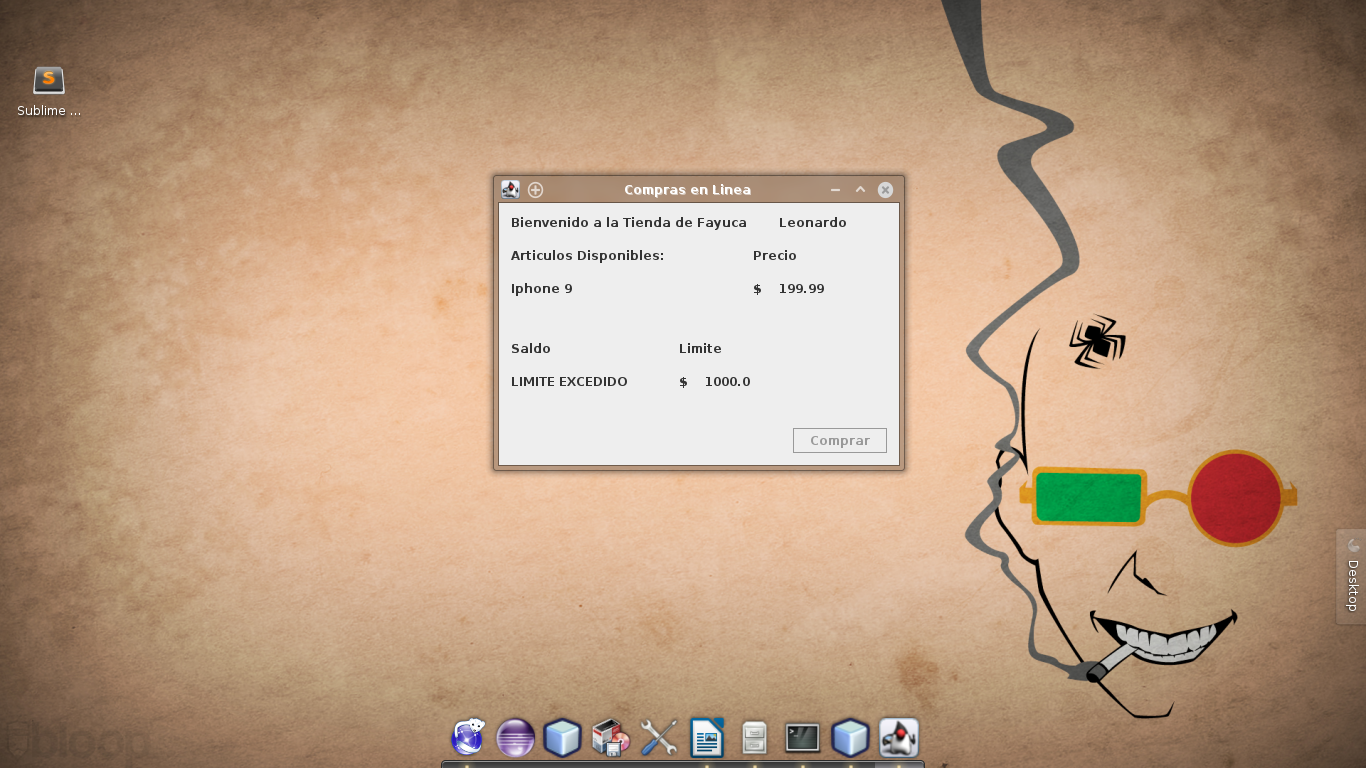 Sublime ...
Compras en Linea
Bienvenido a la Tienda de Fayuca Leonardo
Articulos Disponibles: Precio
Iphone 9 $ 199.99
Saldo Limite
LIMITE EXCEDIDO $ 1000.0
Comprar
Desktop